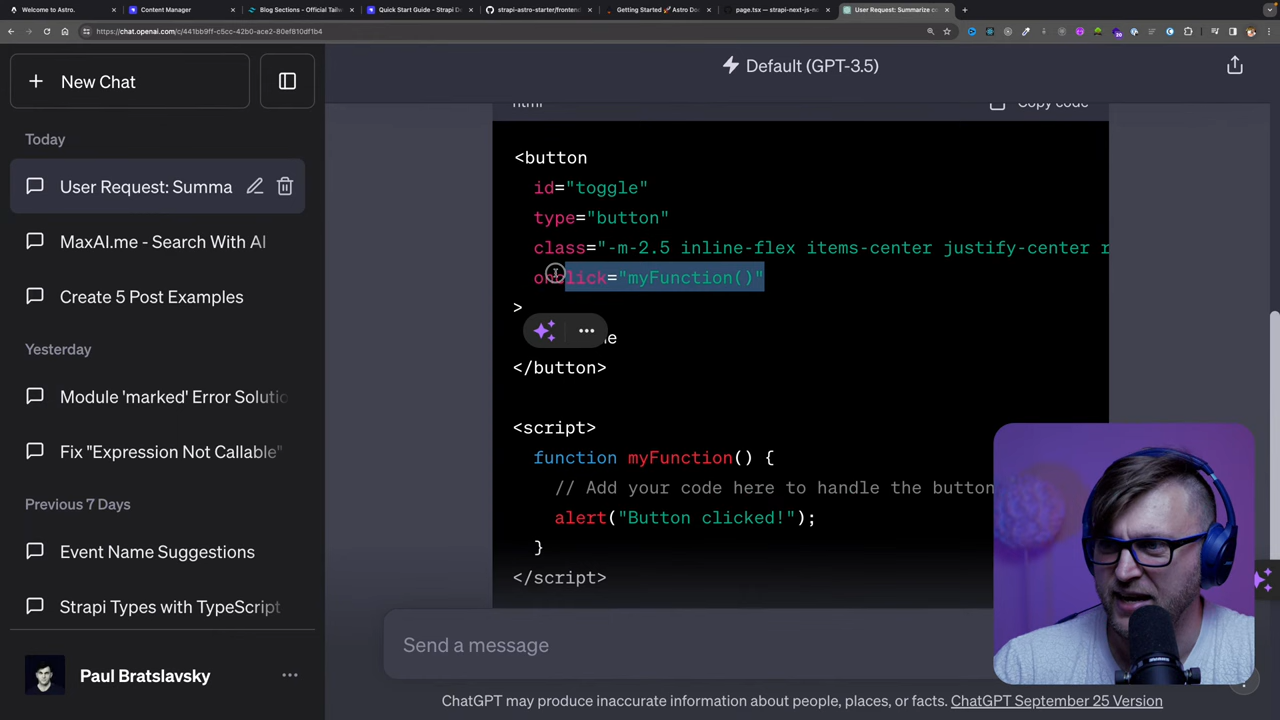 Welcome to Astro.
Content Manager
Blog Sections - Official Tail
Quick Start Guide - Strapi D
strapi-astro-starter/fronten
Getting Started 🚀 Astro Do
page.tsx — strapi-next-js-n
User Request: Summarize c
https://chat.openai.com/c/441bb9ff-c5cc-42b0-ace2-80ef810df1b4
New Chat
Default (GPT-3.5)
html
Copy code
Today
User Request: Summa
MaxAI.me - Search With AI
Create 5 Post Examples
Yesterday
Module 'marked' Error Soluti
Fix "Expression Not Callable"
Previous 7 Days
Event Name Suggestions
Strapi Types with TypeScript
Paul Bratslavsky
<button
id="toggle"
type="button"
class="-m-2.5 inline-flex items-center justify-center r
onclick="myFunction()"
>
</button>
<script>
function myFunction() {
// Add your code here to handle the button
alert("Button clicked!");
}
</script>
Send a message
ChatGPT may produce inaccurate information about people, places, or facts. ChatGPT September 25 Version